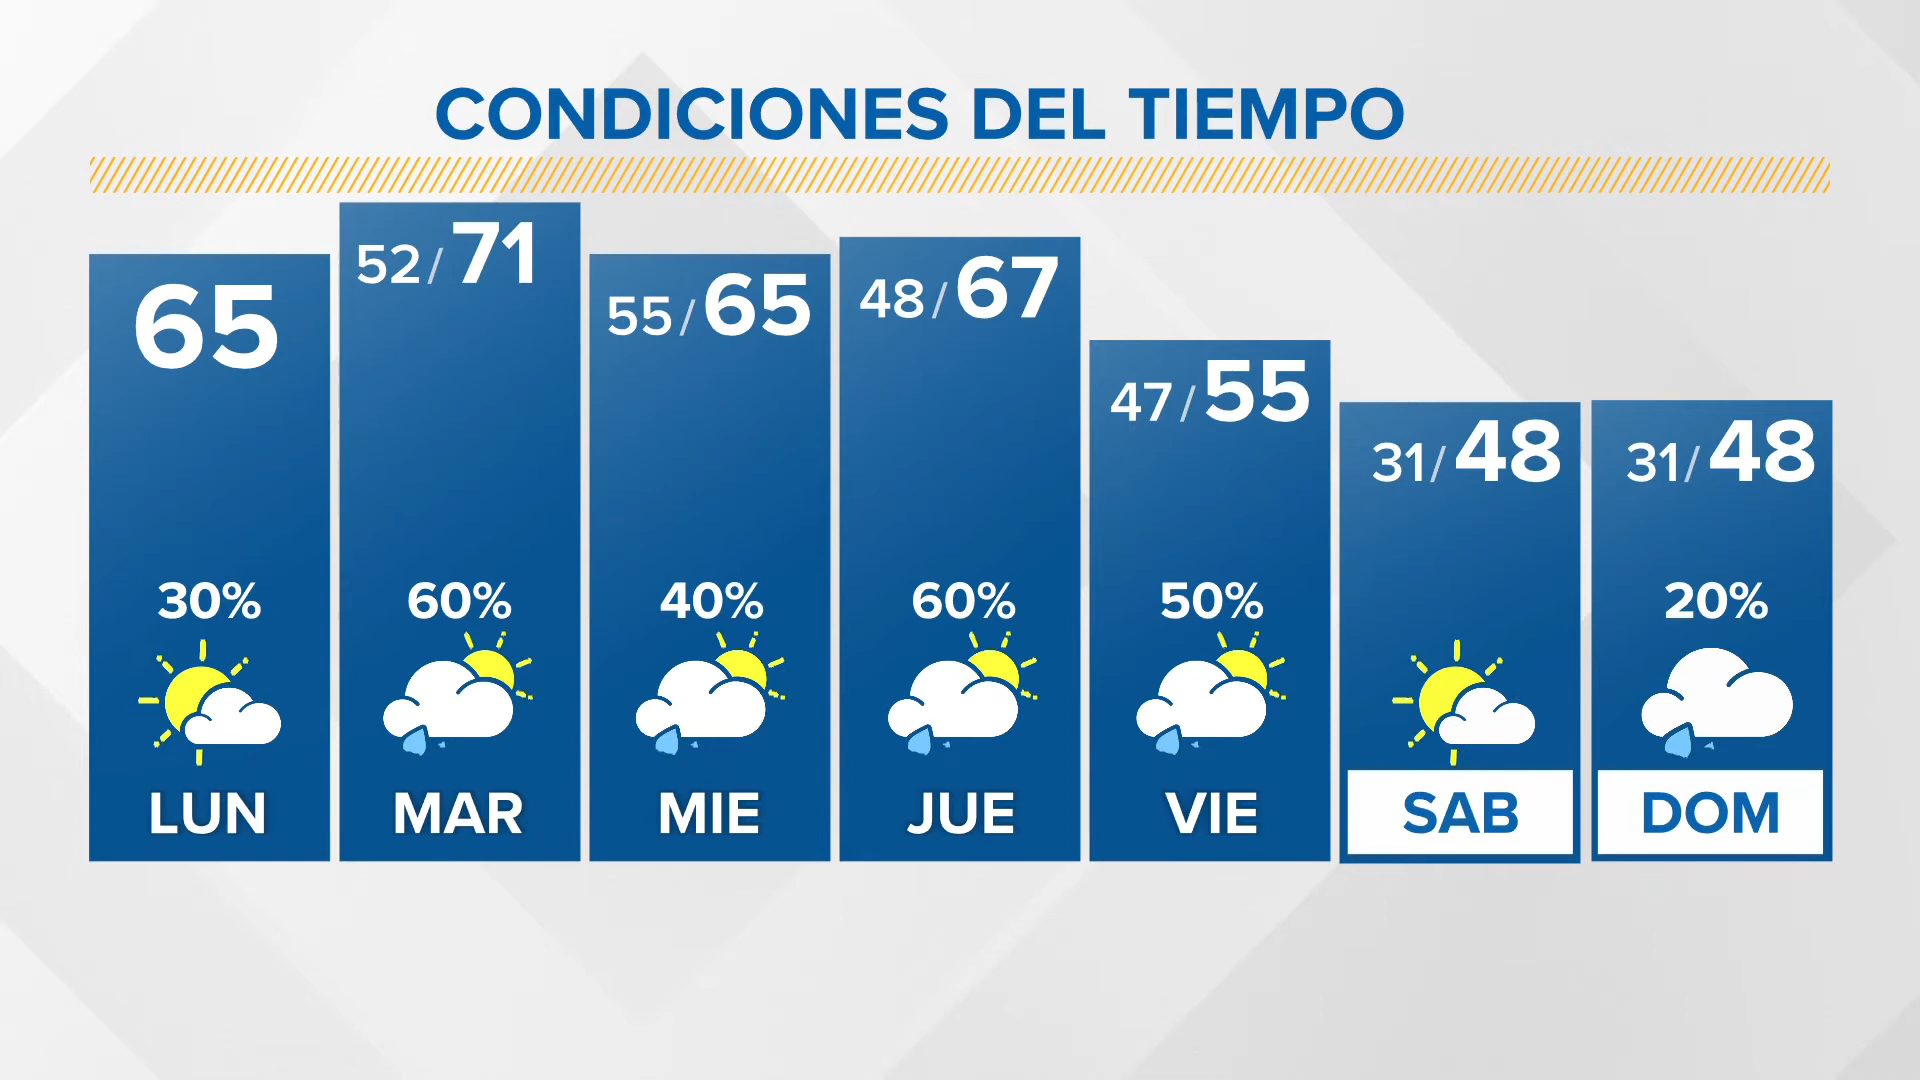 CONDICIONES DEL TIEMPO
65
30%
LUN
52/71
60%
MAR
55/65
40%
MIE
48/67
60%
JUE
47/55
50%
VIE
31/48
SAB
31/48
20%
DOM